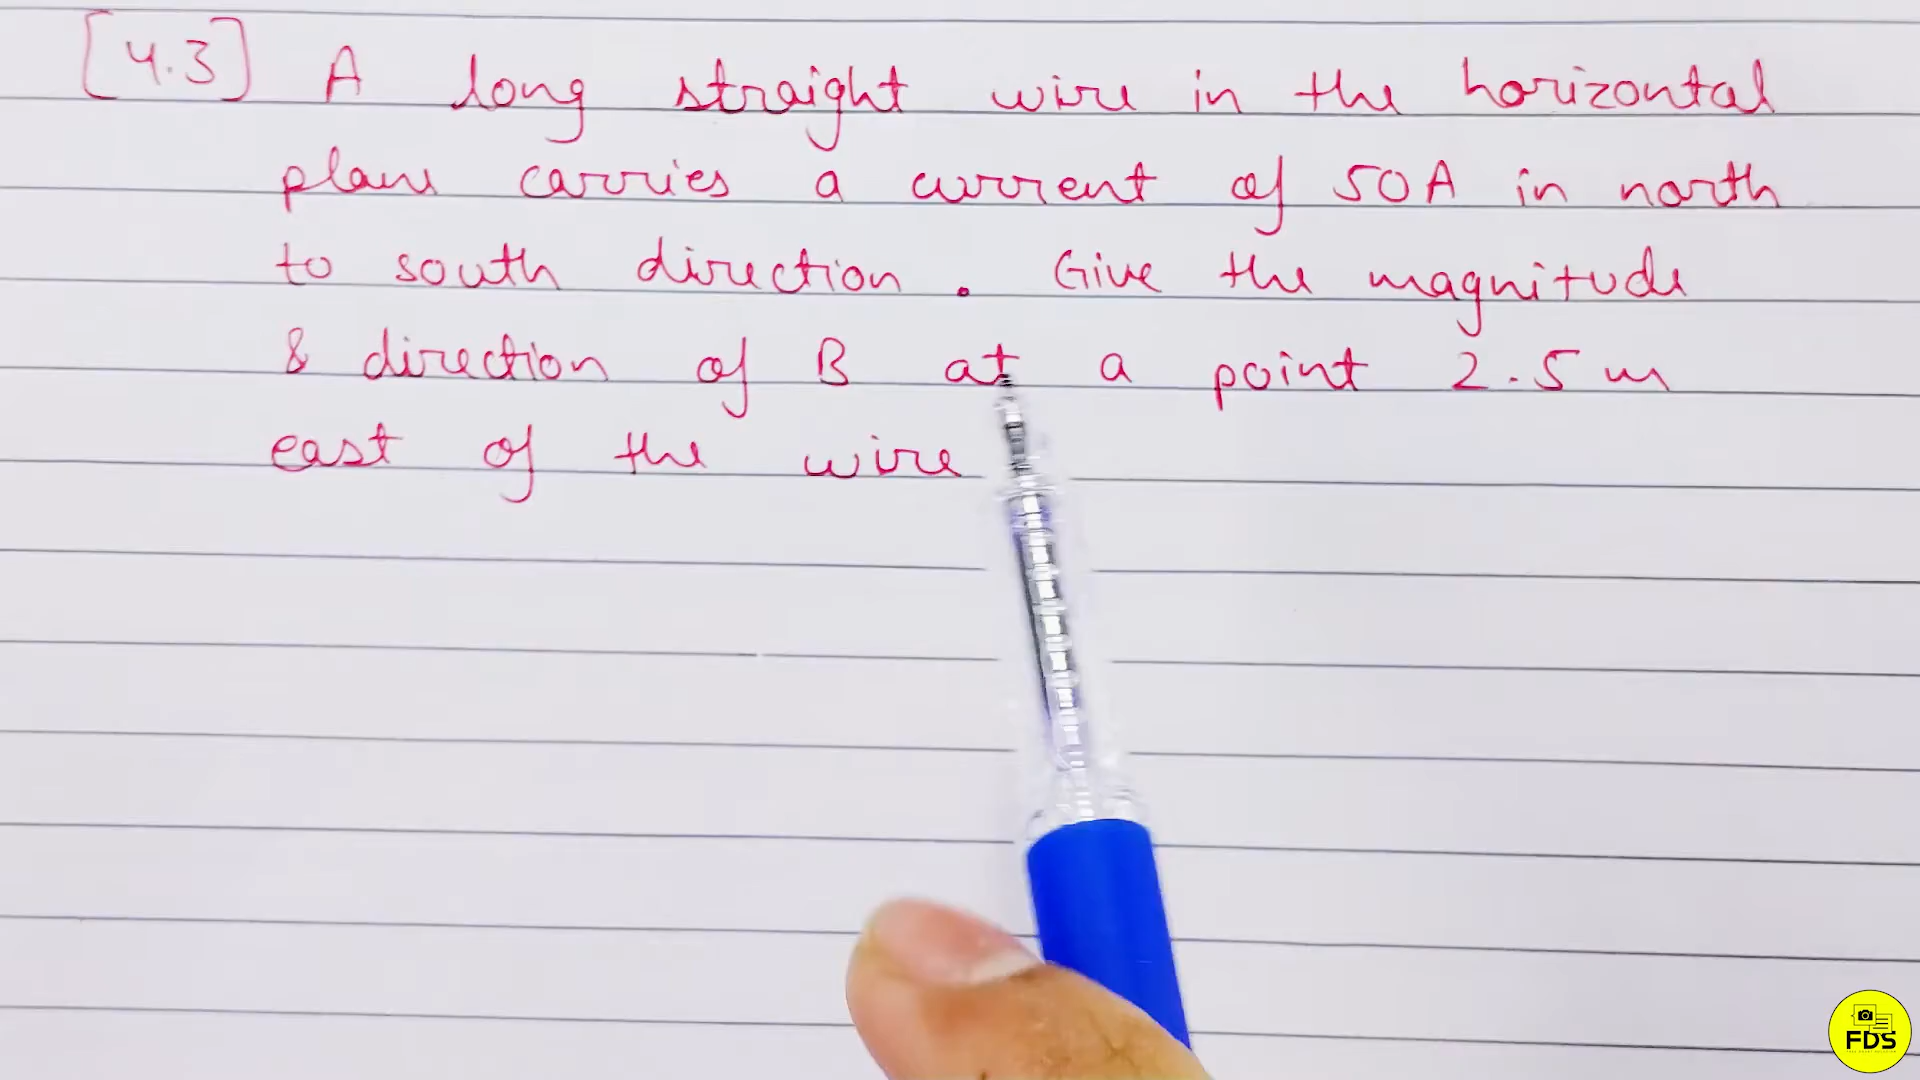 [4.3] A long straight wire in the horizontal
plane carries a current of 50A in north
to south direction. Give the magnitude
& direction of B at a point 2.5m
east of the wire
FDS